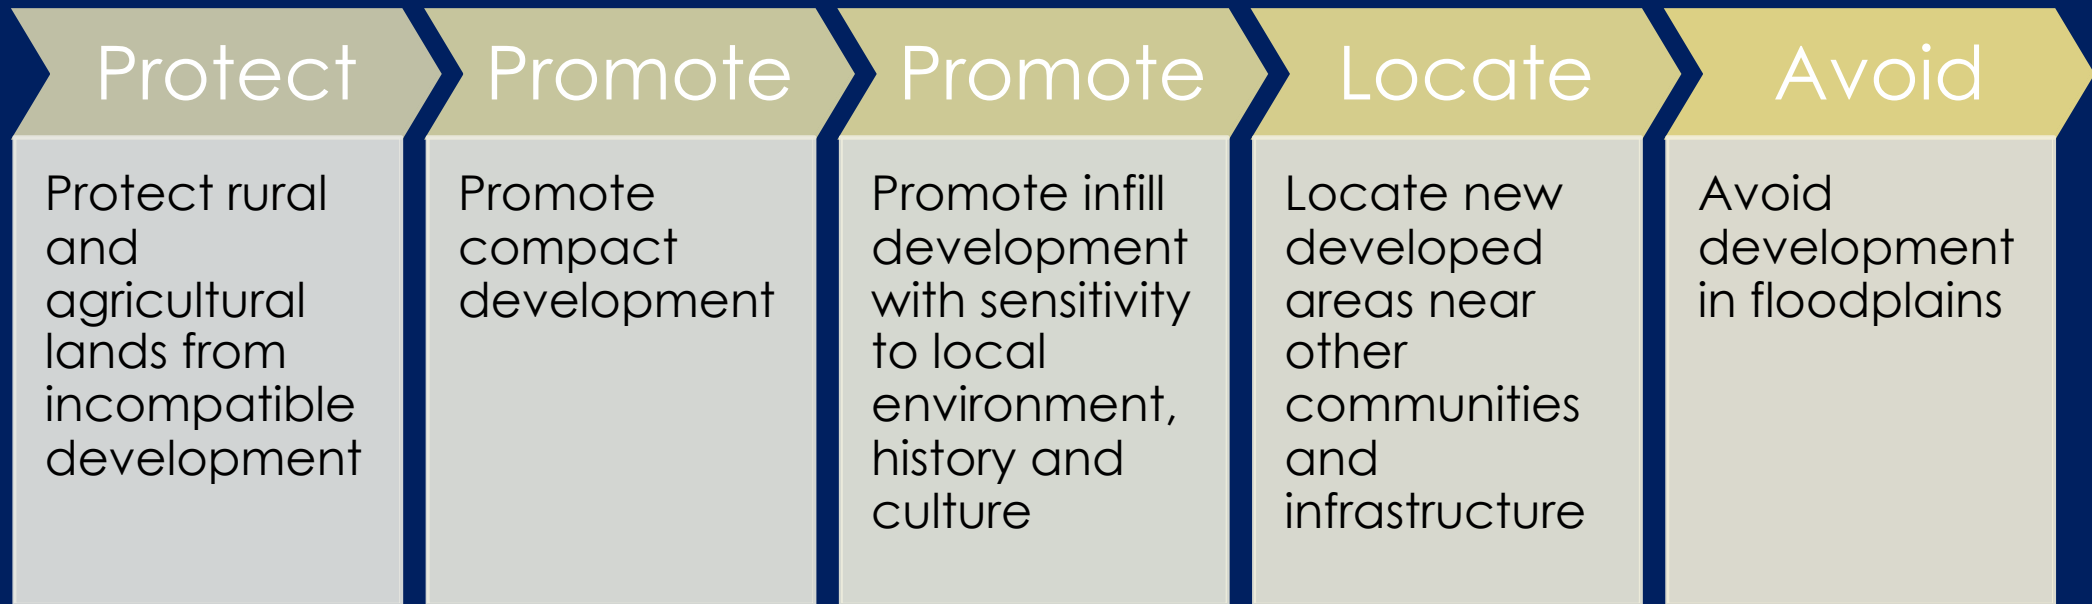 Protect
Protect rural
and
agricultural
lands from
incompatible
development
Promote
Promote
compact
development
Promote
Promote infill
development
with sensitivity
to local
environment,
history and
culture
Locate
Locate new
developed
areas near
other
communities
and
infrastructure
Avoid
Avoid
development
in floodplains